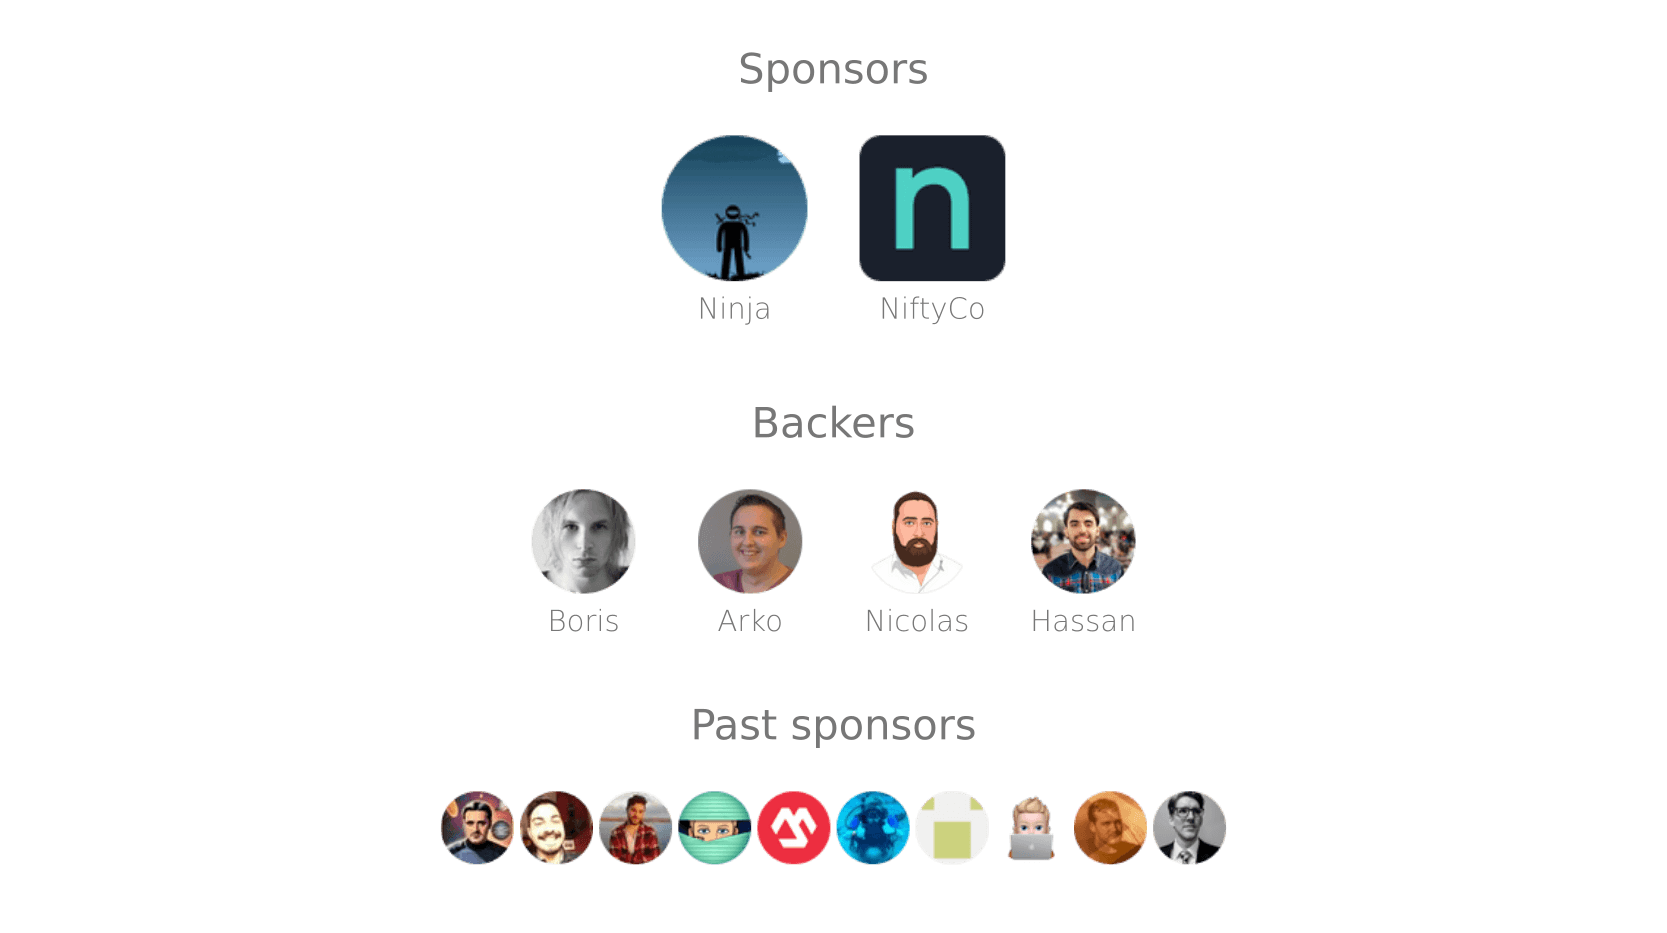 Sponsors
n
Ninja
NiftyCo
Backers
Boris
Arko
Nicolas
Hassan
Past sponsors